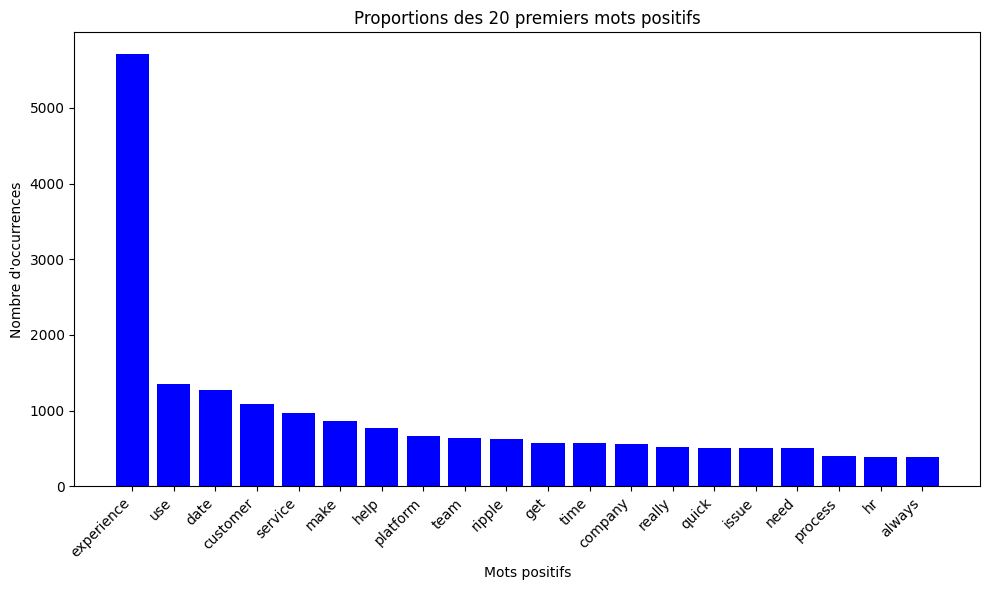 Proportions des 20 premiers mots positifs
Nombre d'occurrences
5000
4000
3000
2000
1000
0
experience
use
date
customer
service
make
help
platform
team
ripple
get
time
company
really
quick
issue
need
process
hr
always
Mots positifs